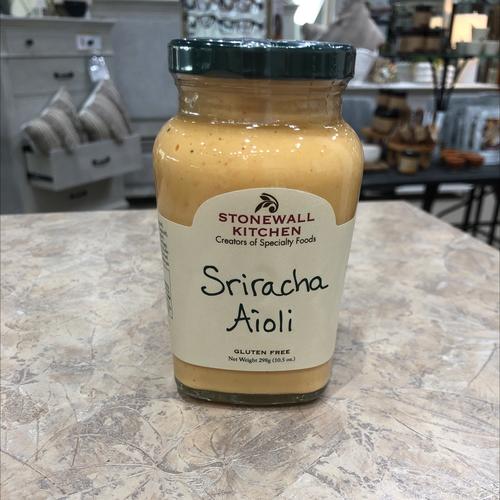 STONEWALL
KITCHEN
Creators of Specialty Foods
Sriracha
Aïoli
GLUTEN FREE
Net Weight 298g (10.5 oz.)